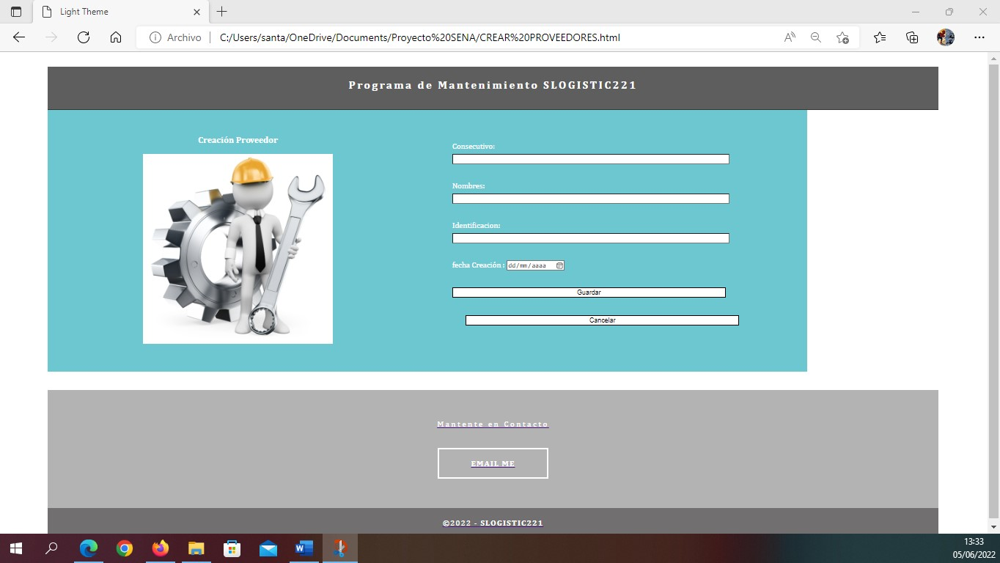 Light Theme
Archivo
C:/Users/santa/OneDrive/Documents/Proyecto%20SENA/CREAR%20PROVEEDORES.html
Programa de Mantenimiento SLOGISTIC221
Creación Proveedor
Consecutivo:
Nombres:
Identificacion:
fecha Creación : dd/mm/aaaa
Guardar
Cancelar
Mantente en Contacto
EMAIL ME
©2022 - SLOGISTIC221
13:33
05/06/2022